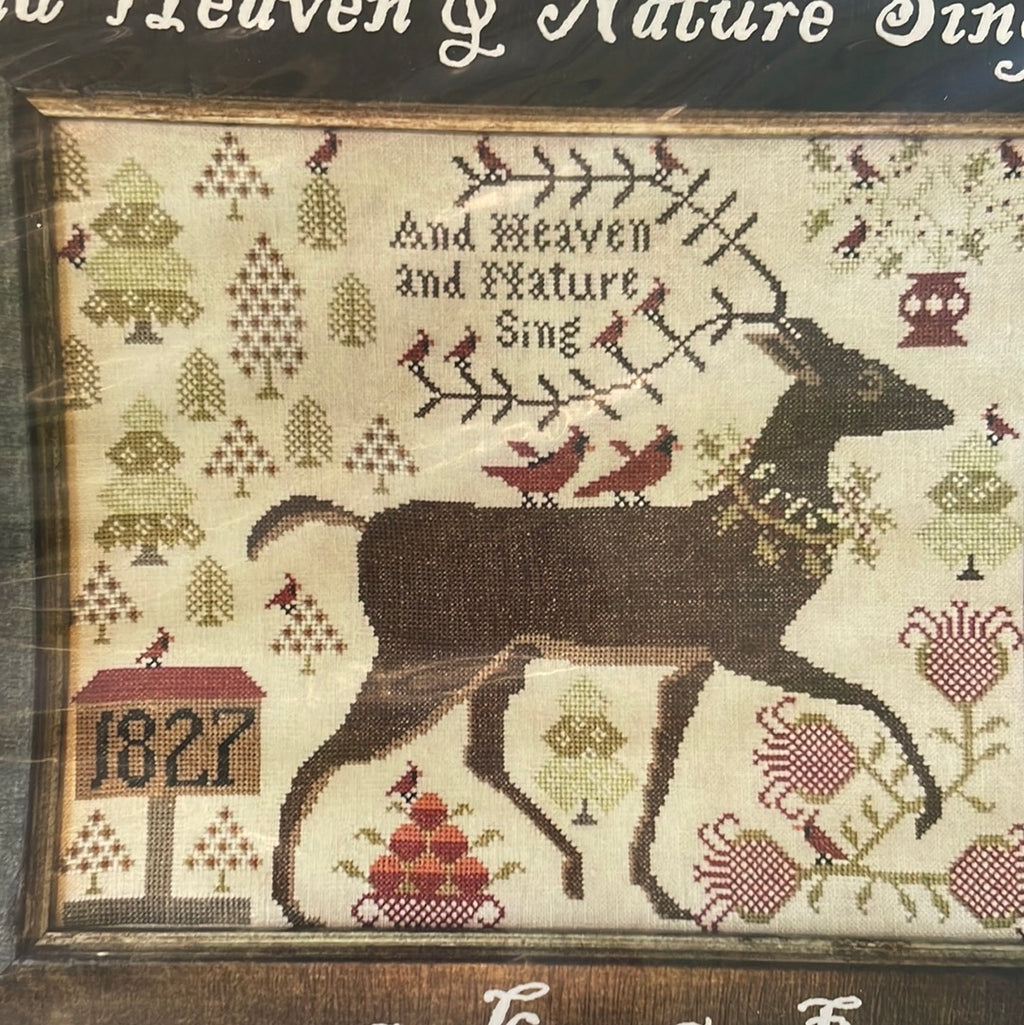 Heaven & Nature Sing
And Heaven
and Nature
Sing
1827